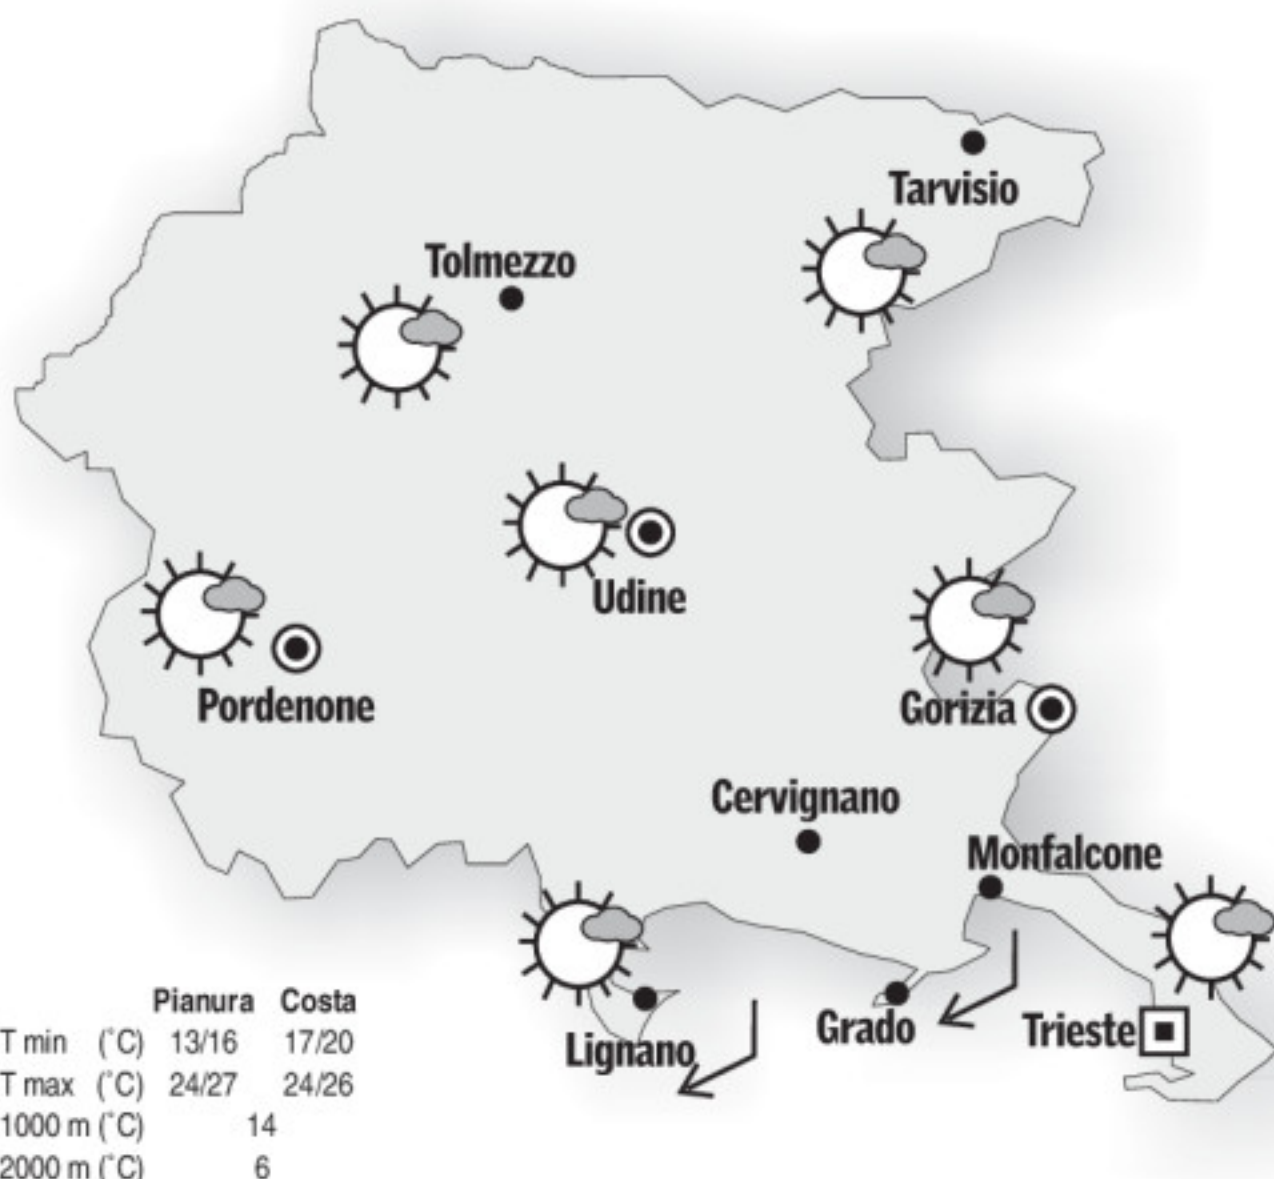 Tarvisio
Tolmezzo
Udine
Pordenone
Gorizia
Cervignano
Monfalcone
Grado
Trieste
Lignano
Pianura Costa
T min (°C) 13/16 17/20
T max (°C) 24/27 24/26
1000 m (°C) 14
2000 m (°C) 6